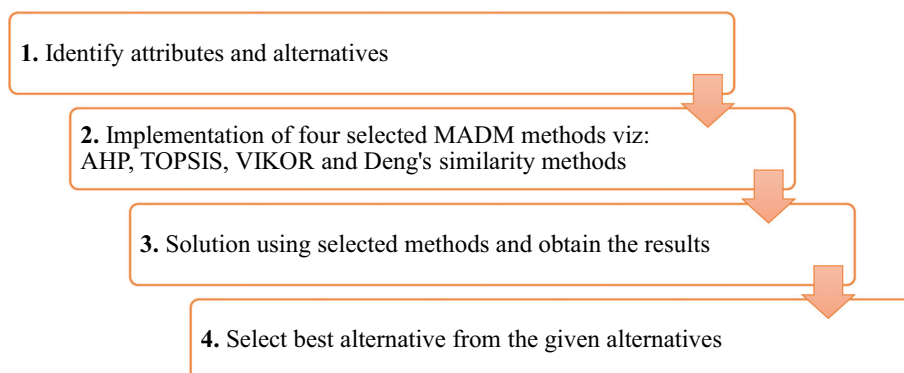 1. Identify attributes and alternatives
2. Implementation of four selected MADM methods viz:
AHP, TOPSIS, VIKOR and Deng's similarity methods
3. Solution using selected methods and obtain the results
4. Select best alternative from the given alternatives